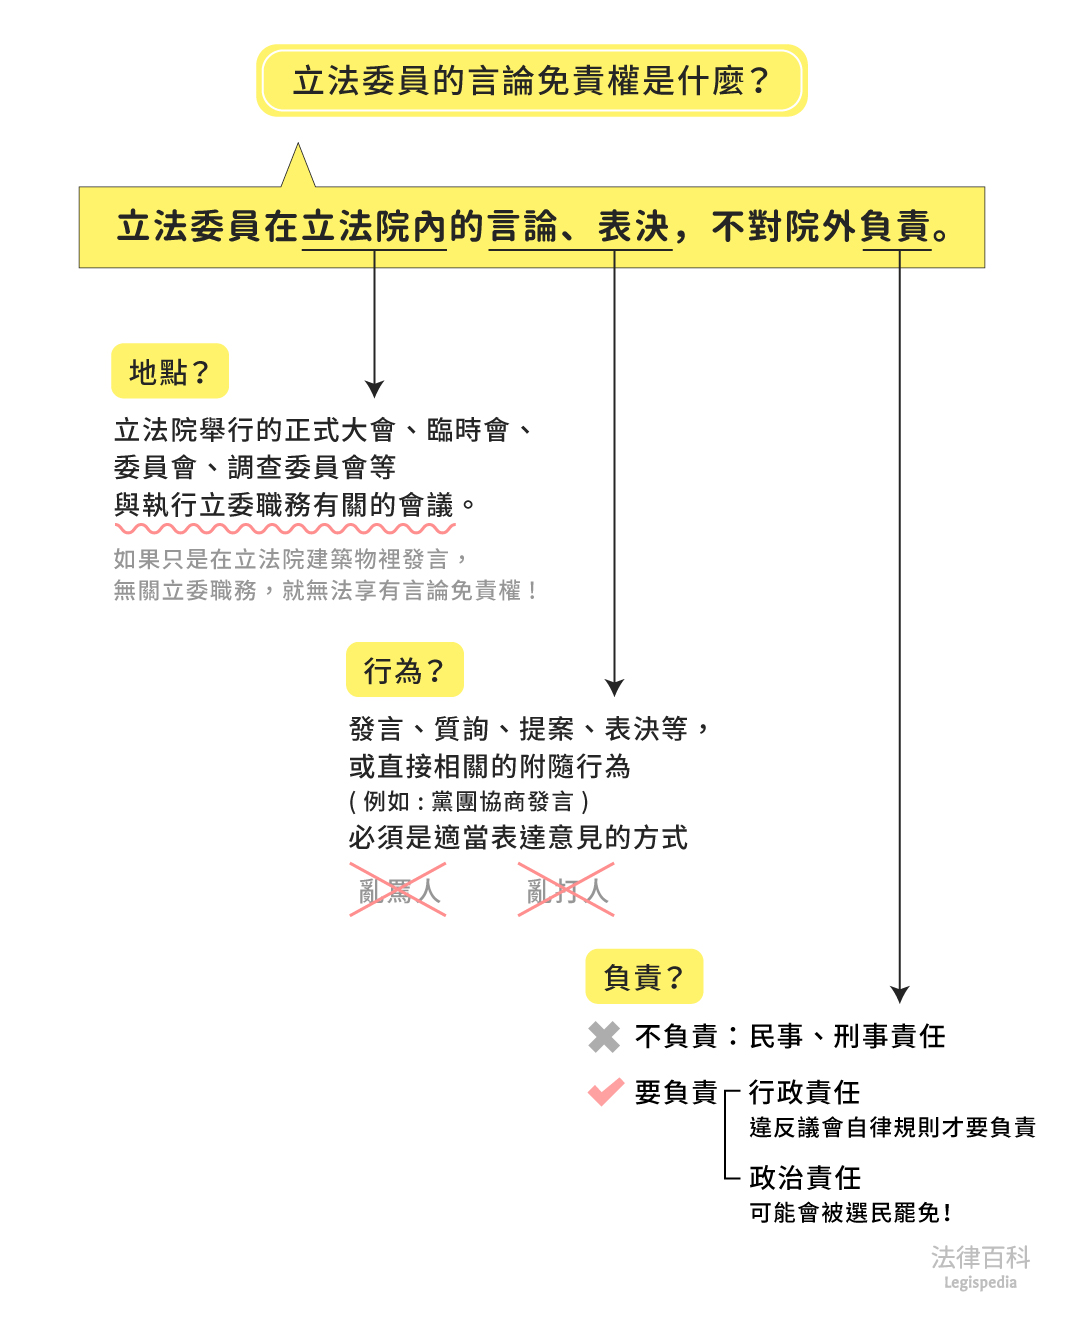 立法委員的言論免責權是什麼？
立法委員在立法院內的言論、表決，不對院外負責。
地點？
立法院舉行的正式大會、臨時會、
委員會、調查委員會等
與執行立委職務有關的會議。
如果只是在立法院建築物裡發言，
無關立委職務，就無法享有言論免責權！
行為？
發言、質詢、提案、表決等，
或直接相關的附隨行為
( 例如：黨團協商發言 )
必須是適當表達意見的方式
亂罵人
亂打人
負責？
不負責：民事、刑事責任
要負責
行政責任
違反議會自律規則才要負責
政治責任
可能會被選民罷免！
法律百科
Legispedia